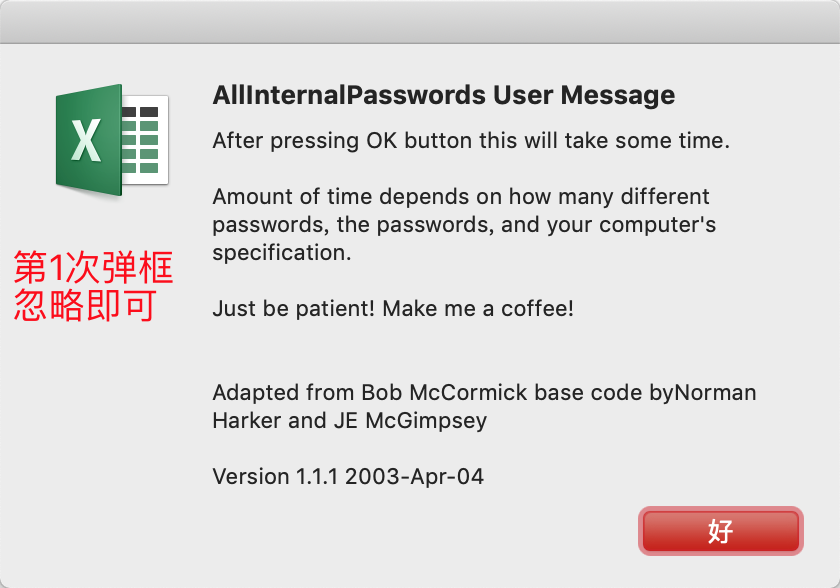 AllInternalPasswords User Message
After pressing OK button this will take some time.
Amount of time depends on how many different
passwords, the passwords, and your computer's
specification.
Just be patient! Make me a coffee!
Adapted from Bob McCormick base code byNorman
Harker and JE McGimpsey
Version 1.1.1 2003-Apr-04
第1次弹框
忽略即可
好